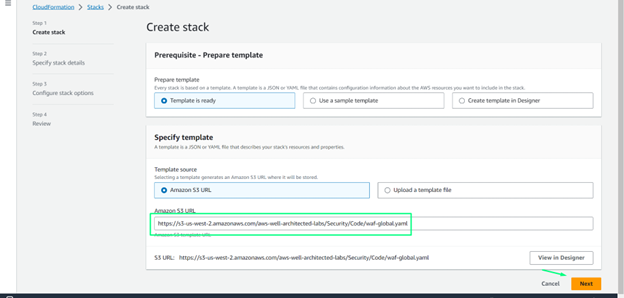 CloudFormation > Stacks > Create stack
Step 1
Create stack
Step 2
Specify stack details
Step 3
Configure stack options
Step 4
Review
Create stack
Prerequisite - Prepare template
Prepare template
Every stack is based on a template. A template is a JSON or YAML file that contains configuration information about the AWS resources you want to include in the stack.
Template is ready
Use a sample template
Create template in Designer
Specify template
A template is a JSON or YAML file that describes your stack's resources and properties.
Template source
Selecting a template generates an Amazon S3 URL where it will be stored.
Amazon S3 URL
Upload a template file
Amazon S3 URL
https://s3-us-west-2.amazonaws.com/aws-well-architected-labs/Security/Code/waf-global.yaml
Amazon S3 template URL
S3 URL: https://s3-us-west-2.amazonaws.com/aws-well-architected-labs/Security/Code/waf-global.yaml
View in Designer
Cancel
Next